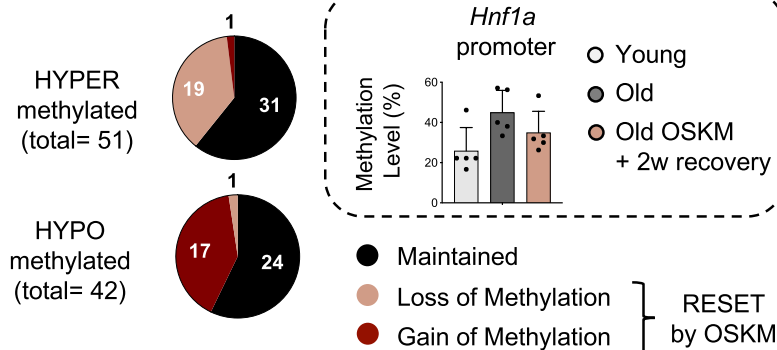 1
HYPER
methylated
(total= 51)
19
31
1
HYPO
methylated
(total= 42)
17
24
Hnf1a
promoter
Methylation
Level (%)
60
40
20
0
Young
Old
Old OSKM
+ 2w recovery
Maintained
Loss of Methylation
Gain of Methylation
RESET
by OSKM